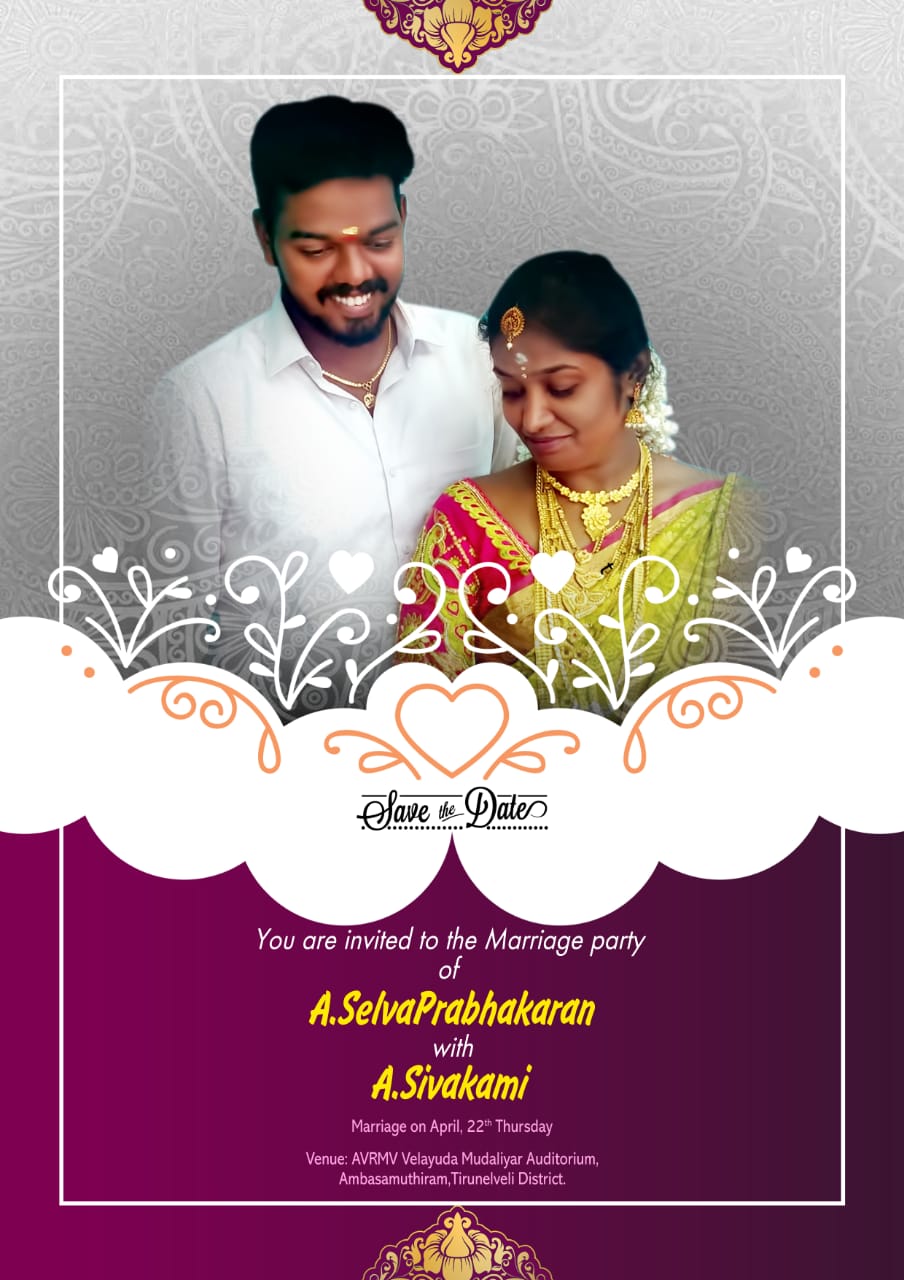 Save the Date
You are invited to the Marriage party
of
A.SelvaPrabhakaran
with
A.Sivakami
Marriage on April, 22th Thursday
Venue: AVRMV Velayuda Mudaliyar Auditorium,
Ambasamuthiram,Tirunelveli District.